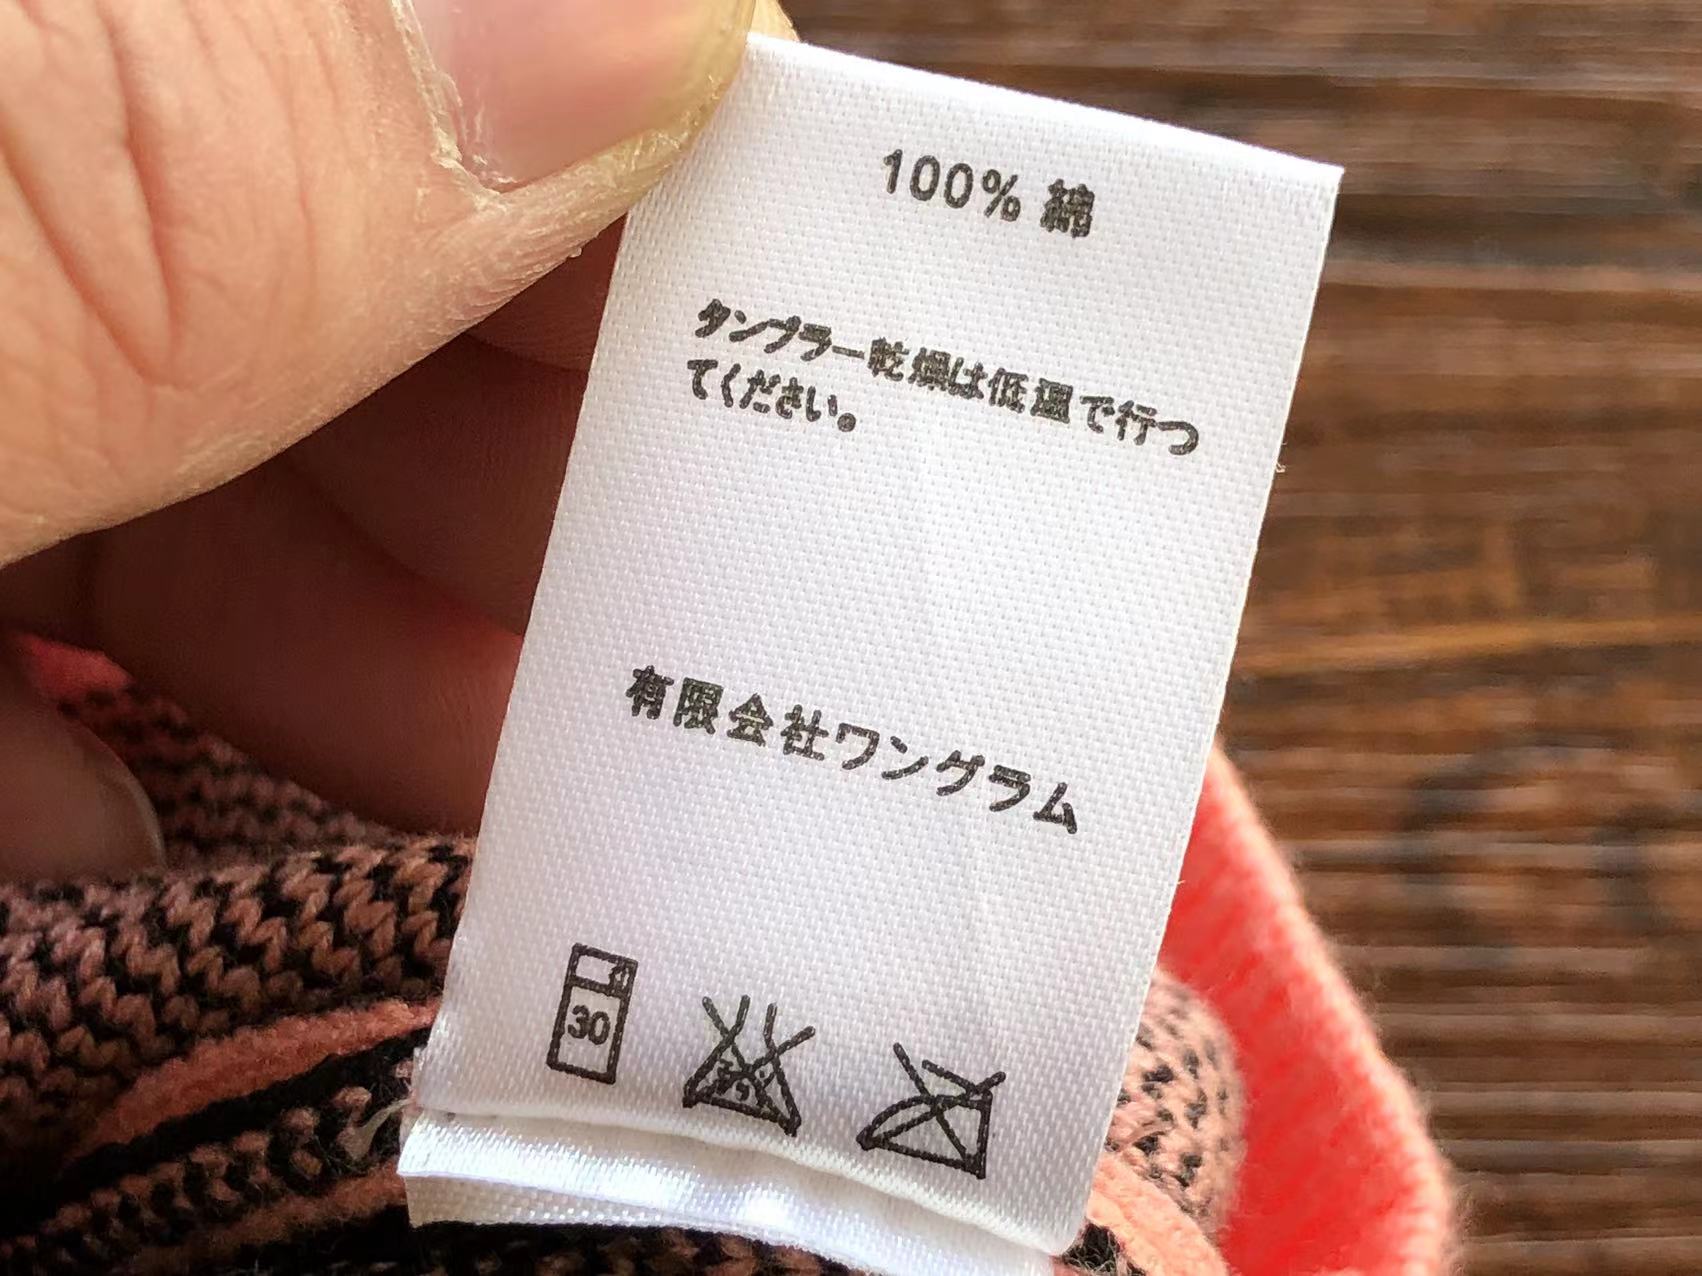 100% 綿
タンブラー乾燥は低温で行つ
てください。
有限会社ワングラム
30